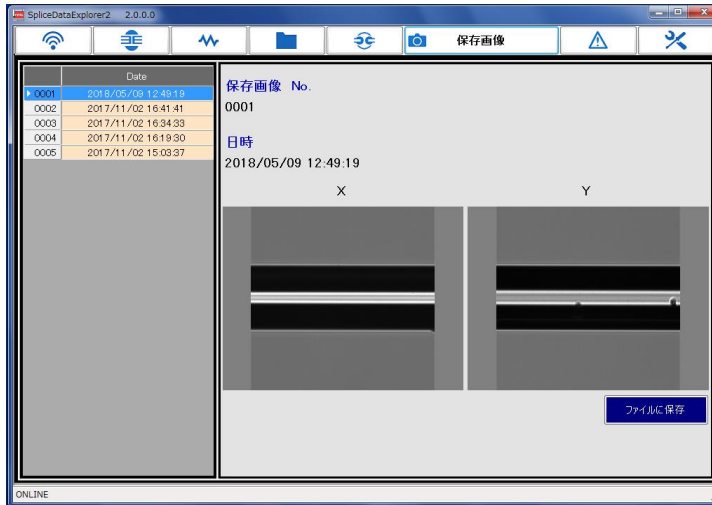 SpliceDataExplorer2 2.0.0.0
保存画像
Date
0001 2018/05/09 12:49:19
0002 2017/11/02 16:41:41
0003 2017/11/02 16:34:33
0004 2017/11/02 16:19:30
0005 2017/11/02 15:03:37
保存画像 No.
0001
日時
2018/05/09 12:49:19
X Y
ファイルに保存
ONLINE